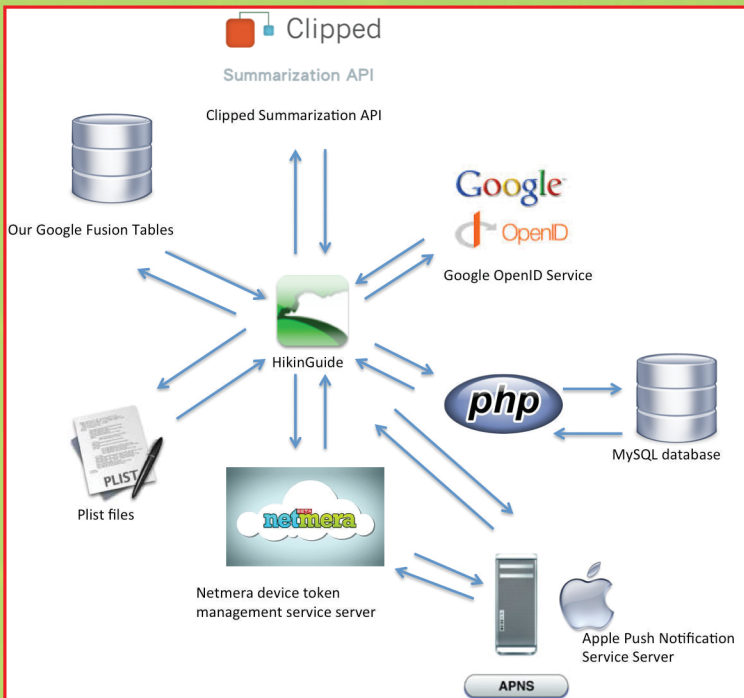 Clipped
Summarization API
Clipped Summarization API
Our Google Fusion Tables
Google
OpenID
Google OpenID Service
HikinGuide
php
MySQL database
PLIST
Plist files
BETA
netmera
Netmera device token
management service server
Apple Push Notification
Service Server
APNS